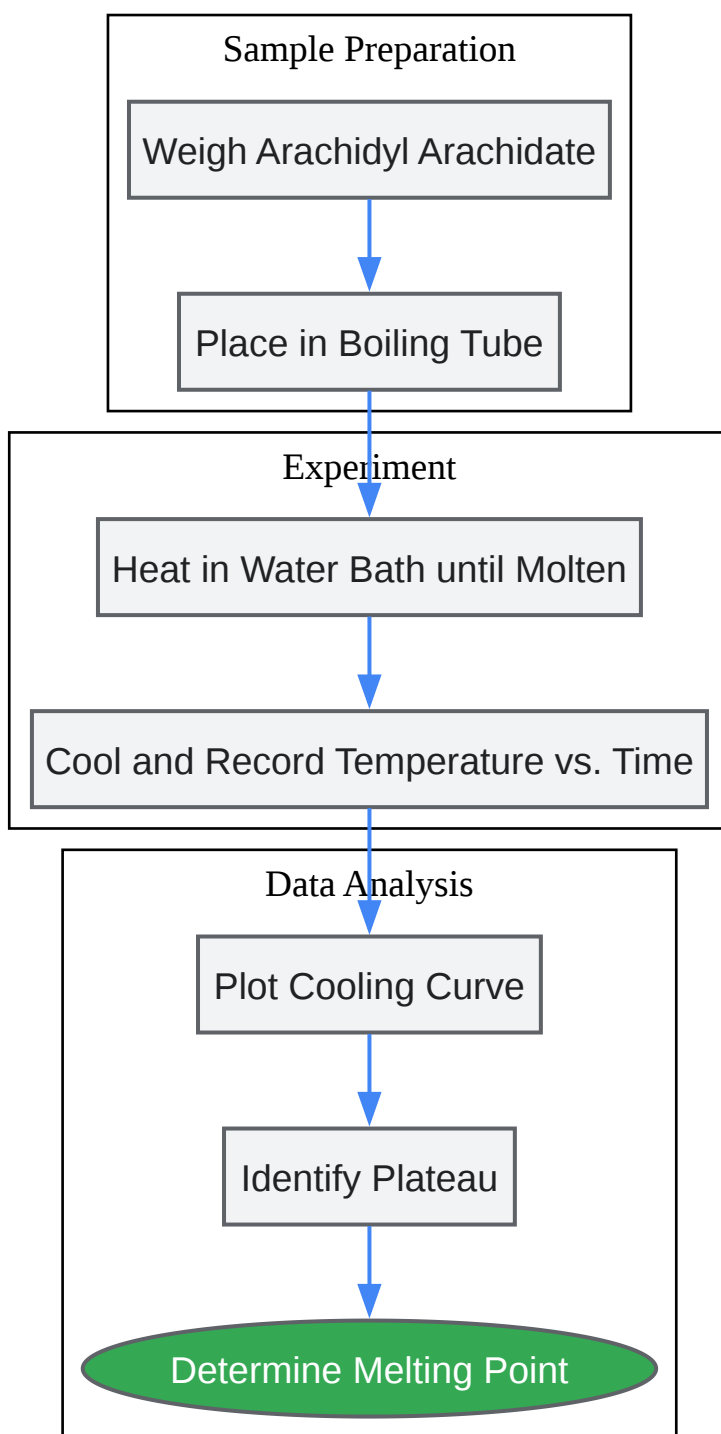 Sample Preparation
Weigh Arachidyl Arachidate
Place in Boiling Tube
Experiment
Heat in Water Bath until Molten
Cool and Record Temperature vs. Time
Data Analysis
Plot Cooling Curve
Identify Plateau
Determine Melting Point